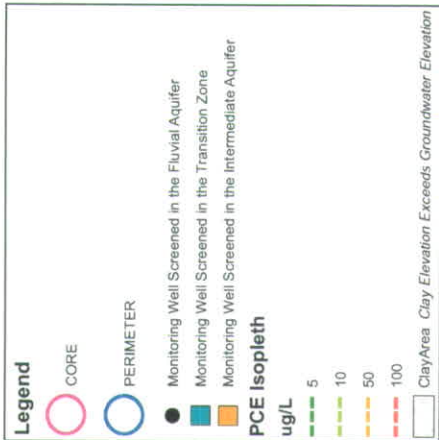 Legend
CORE
PERIMETER
Monitoring Well Screened in the Fluvial Aquifer
Monitoring Well Screened in the Transition Zone
Monitoring Well Screened in the Intermediate Aquifer
PCE Isopleth
ug/L
5
10
50
100
ClayArea Clay Elevation Exceeds Groundwater Elevation